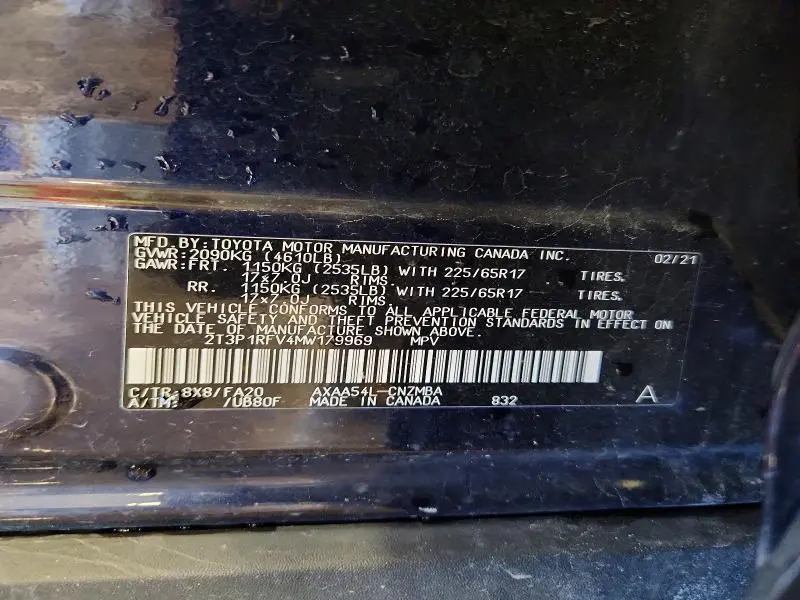 MFD.BY:TOYOTA MOTOR MANUFACTURING CANADA INC. 02/21
GVWR:2090KG (4610LB)
GAWR:FRT. 1150KG (2535LB) WITH 225/65R17 TIRES.
17x7.0J RIMS.
RR. 1150KG (2535LB) WITH 225/65R17 TIRES.
17x7.0J RIMS.
THIS VEHICLE CONFORMS TO ALL APPLICABLE FEDERAL MOTOR
VEHICLE SAFETY AND THEFT PREVENTION STANDARDS IN EFFECT ON
THE DATE OF MANUFACTURE SHOWN ABOVE.
2T3P1RFV4MW179969 MPV
C/TR:8X8/FA20 AXAA54L-CNZMBA
A/TM: /UB80F MADE IN CANADA 832 A